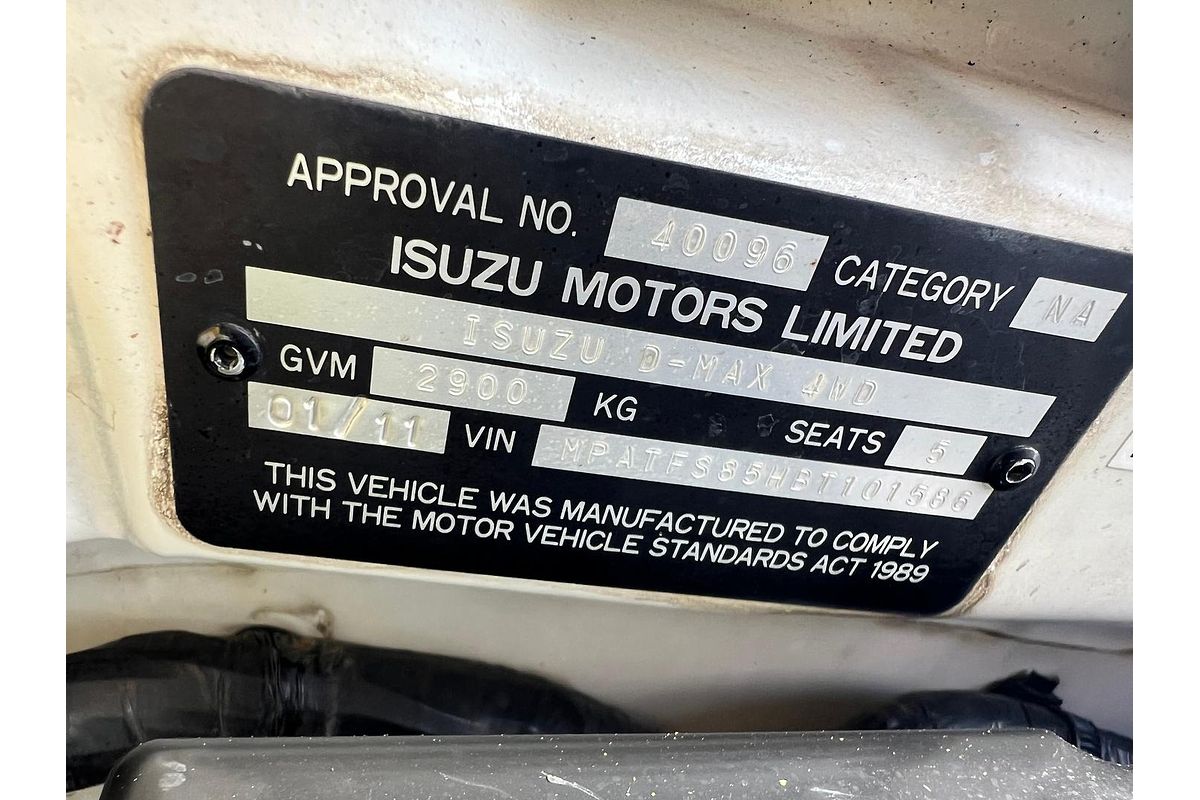 APPROVAL NO. 40096 CATEGORY NA
ISUZU MOTORS LIMITED
ISUZU D-MAX 4WD
GVM 2900 KG SEATS 5
01/11 VIN MPATFS85HBT101586
THIS VEHICLE WAS MANUFACTURED TO COMPLY
WITH THE MOTOR VEHICLE STANDARDS ACT 1989